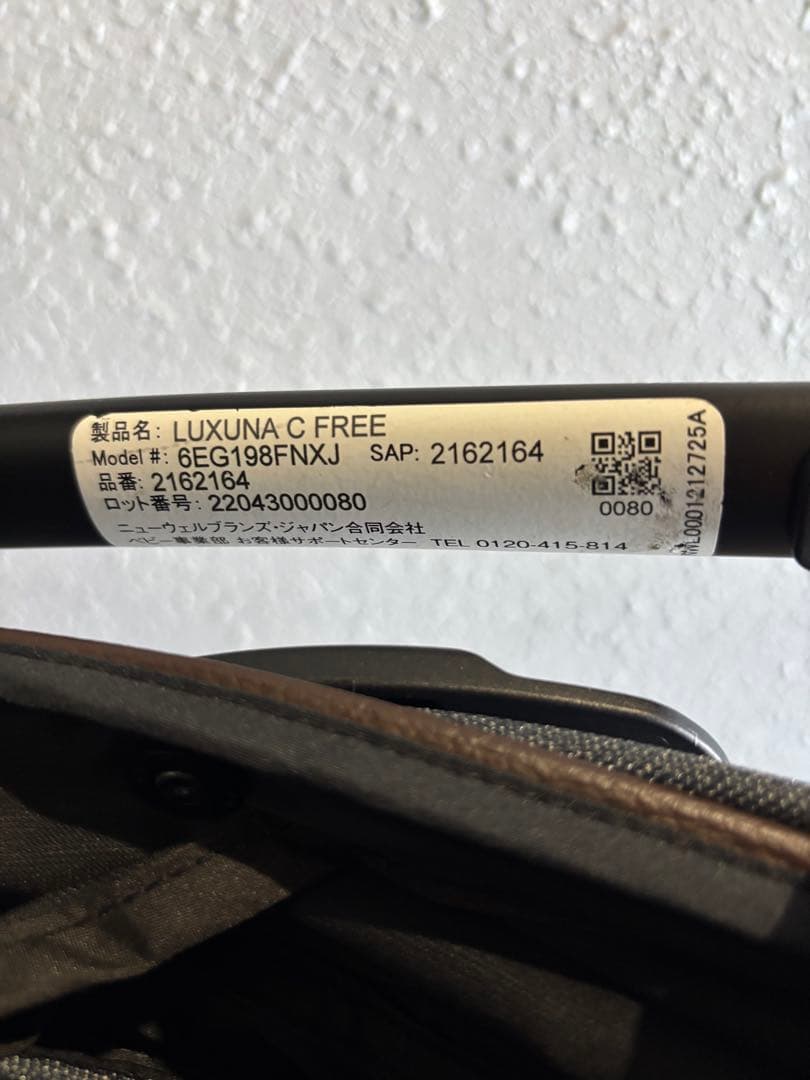 製品名: LUXUNA C FREE
Model #: 6EG198FNXJ SAP: 2162164
品番: 2162164
ロット番号: 22043000080
ニューウェルブランズ・ジャパン合同会社
ベビー事業部 お客様サポートセンター TEL 0120-415-814
0080